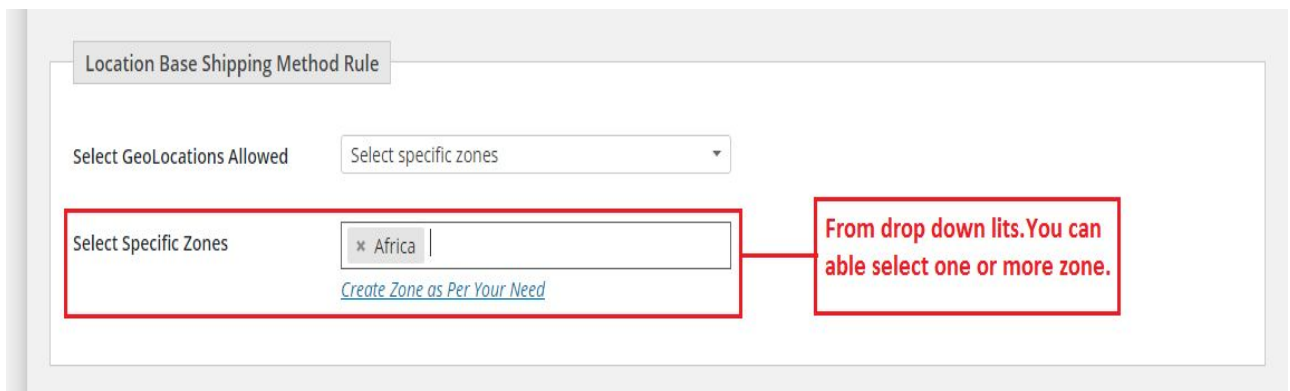 Location Base Shipping Method Rule
Select GeoLocations Allowed
Select specific zones
Select Specific Zones
× Africa
Create Zone as Per Your Need
From drop down lits.You can
able select one or more zone.